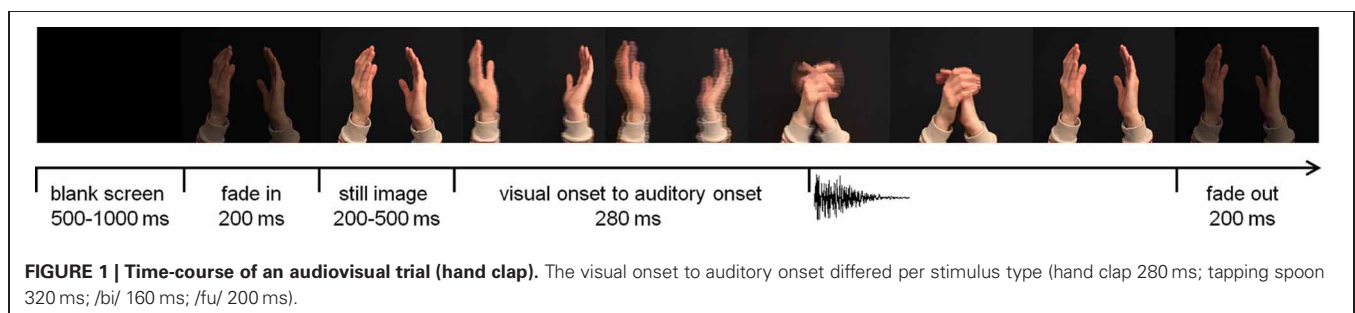 blank screen fade in still image visual onset to auditory onset fade out
500-1000 ms 200 ms 200-500 ms 280 ms 200 ms
FIGURE 1 | Time-course of an audiovisual trial (hand clap). The visual onset to auditory onset differed per stimulus type (hand clap 280 ms; tapping spoon
320 ms; /bi/ 160 ms; /fu/ 200 ms).